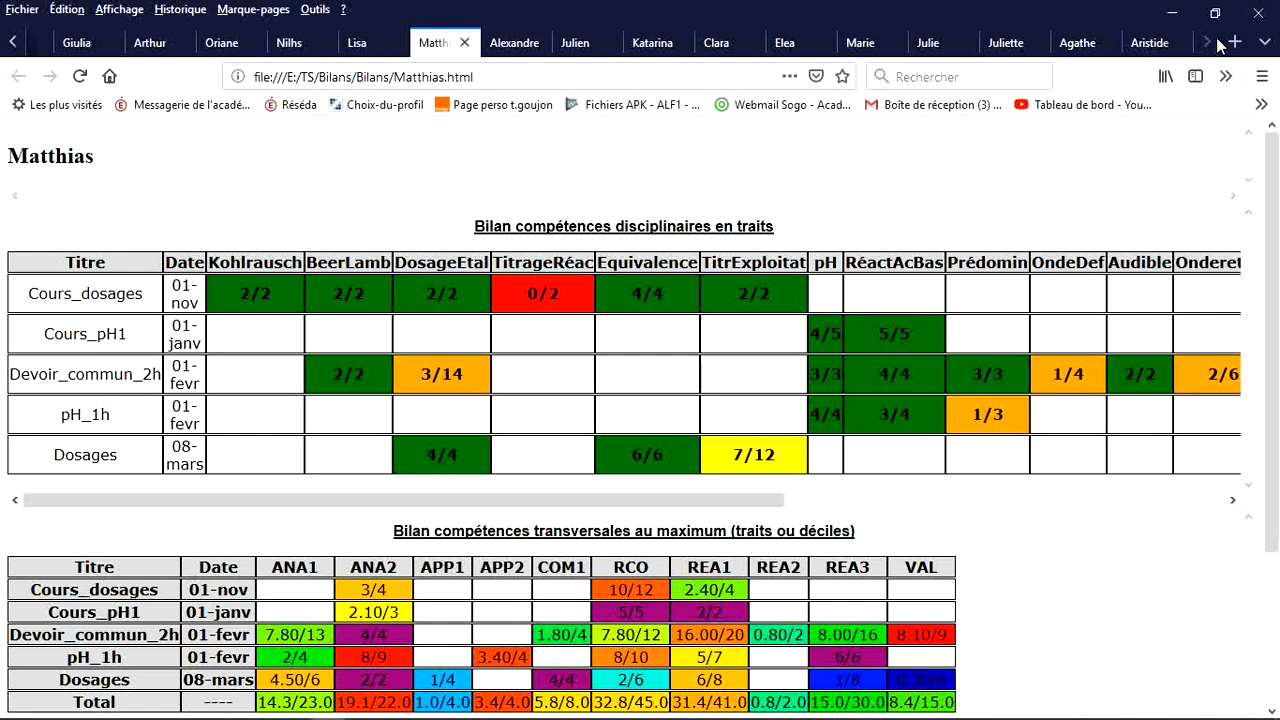 Fichier Édition Affichage Historique Marque-pages Outils ?
Giulia Arthur Oriane Nilhs Lisa Matth Alexandre Julien Katarina Clara Elea Marie Julie Juliette Agathe Aristide
file:///E:/TS/Bilans/Bilans/Matthias.html Rechercher
Les plus visités Messagerie de l'acadé... Réséda Choix-du-profil Page perso t.goujon Fichiers APK - ALF1 - ... Webmail Sogo - Acad... Boîte de réception (3) ... Tableau de bord - You...
Matthias
Bilan compétences disciplinaires en traits
Titre Date Kohlrausch BeerLamb DosageEtal TitrageRéac Equivalence TitrExploitat pH RéactAcBas Prédomin OndeDef Audible Onderet
Cours_dosages 01-nov 2/2 2/2 2/2 0/2 4/4 2/2
Cours_pH1 01-janv 4/5 5/5
Devoir_commun_2h 01-fevr 2/2 3/14 3/3 4/4 3/3 1/4 2/2 2/6
pH_1h 01-fevr 4/4 3/4 1/3
Dosages 08-mars 4/4 6/6 7/12
Bilan compétences transversales au maximum (traits ou déciles)
Titre Date ANA1 ANA2 APP1 APP2 COM1 RCO REA1 REA2 REA3 VAL
Cours_dosages 01-nov 3/4 10/12 2.40/4
Cours_pH1 01-janv 2.10/3 5/5 2/2
Devoir_commun_2h 01-fevr 7.80/13 4/4 1.80/4 7.80/12 16.00/20 0.80/2 8.00/16 8.10/9
pH_1h 01-fevr 2/4 8/9 3.40/4 8/10 5/7 6/6
Dosages 08-mars 4.50/6 2/2 1/4 4/4 2/6 6/8 1/8 0.30/6
Total ---- 14.3/23.0 19.1/22.0 1.0/4.0 3.4/4.0 5.8/8.0 32.8/45.0 31.4/41.0 0.8/2.0 15.0/30.0 8.4/15.0